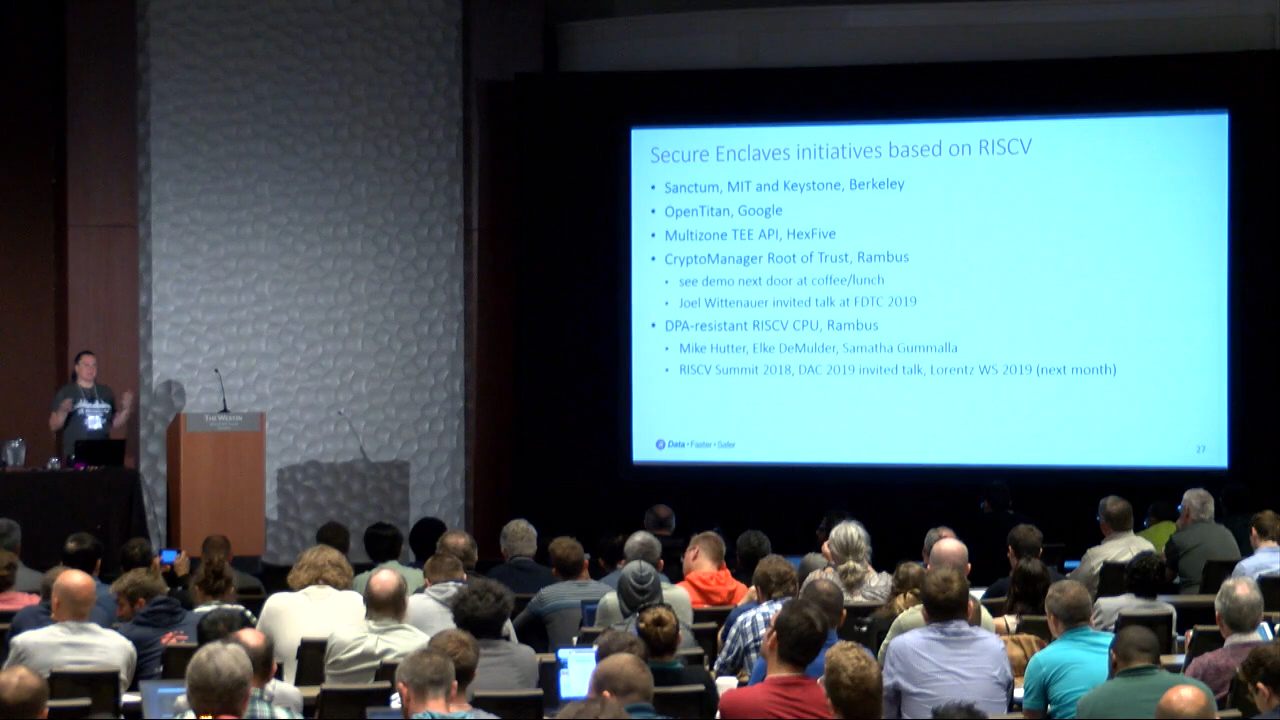 Secure Enclaves initiatives based on RISCV
• Sanctum, MIT and Keystone, Berkeley
• OpenTitan, Google
• Multizone TEE API, HexFive
• CryptoManager Root of Trust, Rambus
• see demo next door at coffee/lunch
• Joel Wittenauer invited talk at FDTC 2019
• DPA-resistant RISCV CPU, Rambus
• Mike Hutter, Elke DeMulder, Samatha Gummalla
• RISCV Summit 2018, DAC 2019 invited talk, Lorentz WS 2019 (next month)
Data • Faster • Safer
27
THE WESTIN